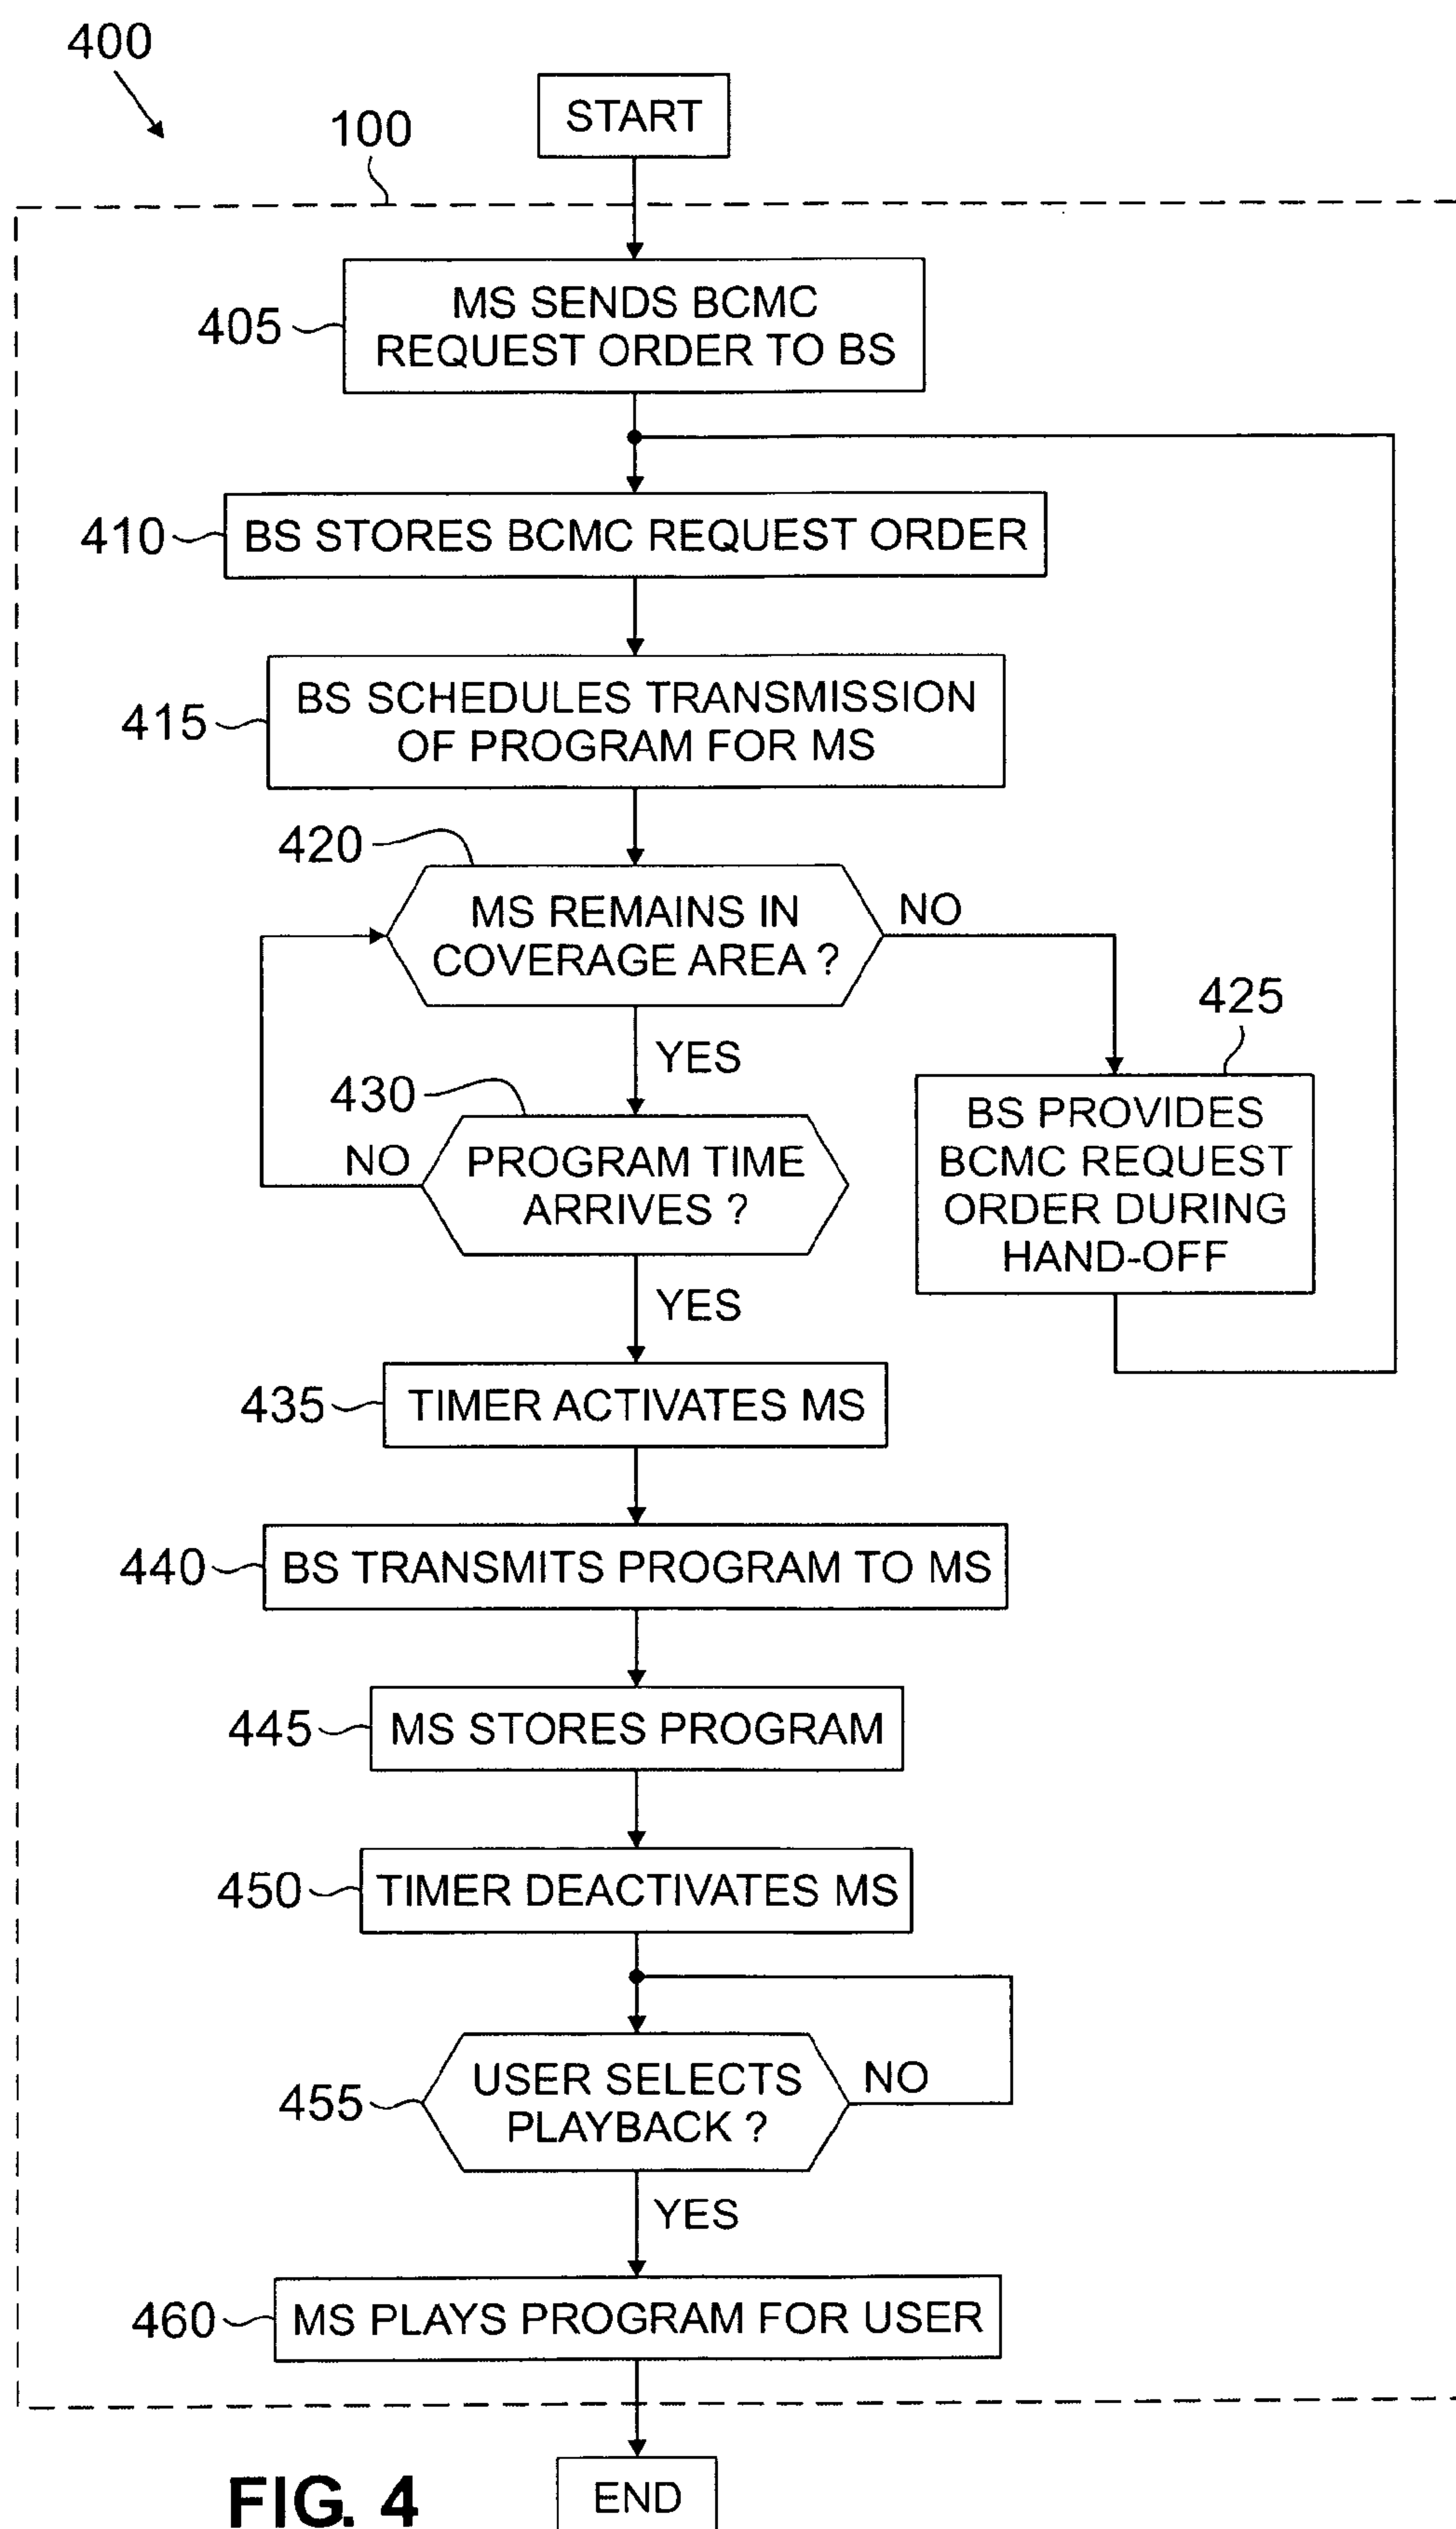 400
START
100
405
MS SENDS BCMC
REQUEST ORDER TO BS
410
BS STORES BCMC REQUEST ORDER
415
BS SCHEDULES TRANSMISSION
OF PROGRAM FOR MS
420
MS REMAINS IN
COVERAGE AREA ?
NO
YES
425
BS PROVIDES
BCMC REQUEST
ORDER DURING
HAND-OFF
430
NO
PROGRAM TIME
ARRIVES ?
YES
435
TIMER ACTIVATES MS
440
BS TRANSMITS PROGRAM TO MS
445
MS STORES PROGRAM
450
TIMER DEACTIVATES MS
455
USER SELECTS
PLAYBACK ?
NO
YES
460
MS PLAYS PROGRAM FOR USER
FIG. 4
END